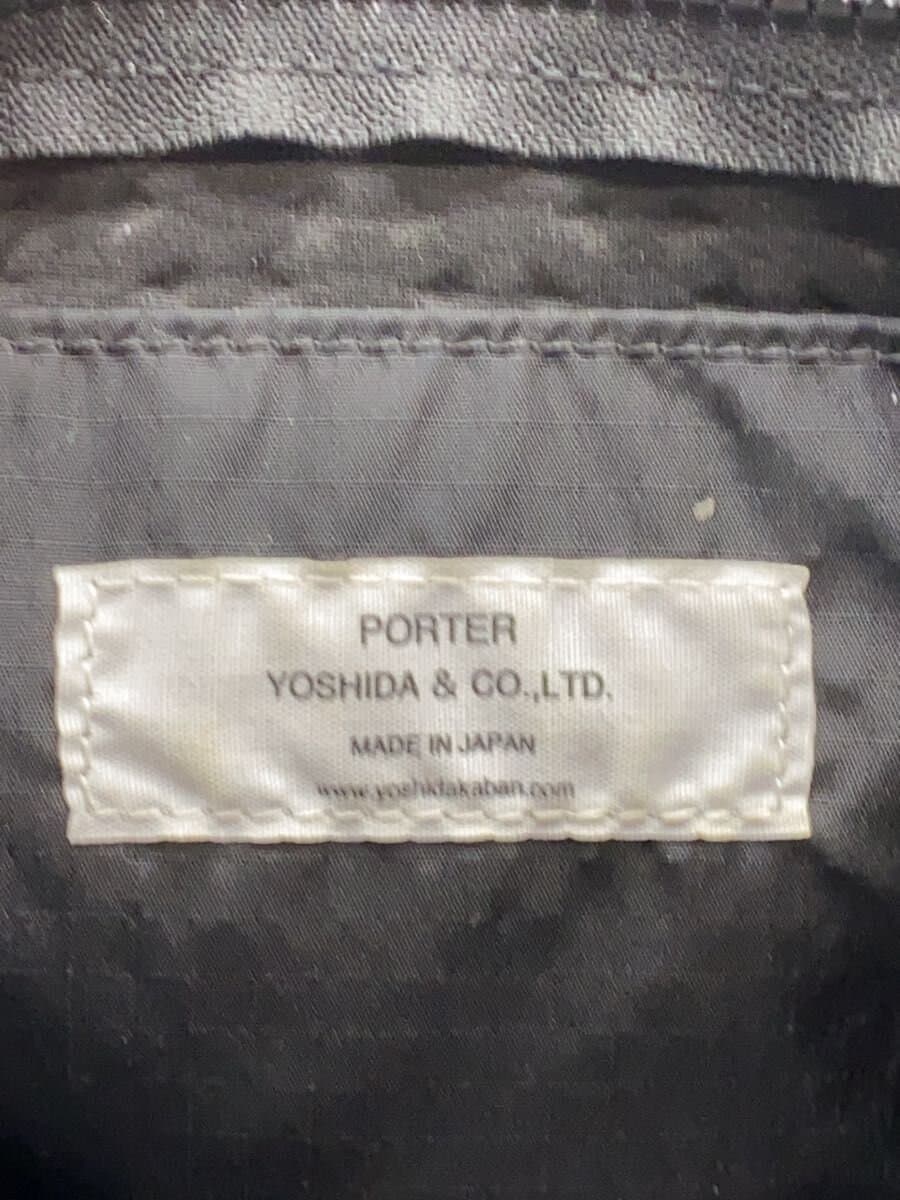 PORTER
YOSHIDA & CO.,LTD.
MADE IN JAPAN
www.yoshidakaban.com